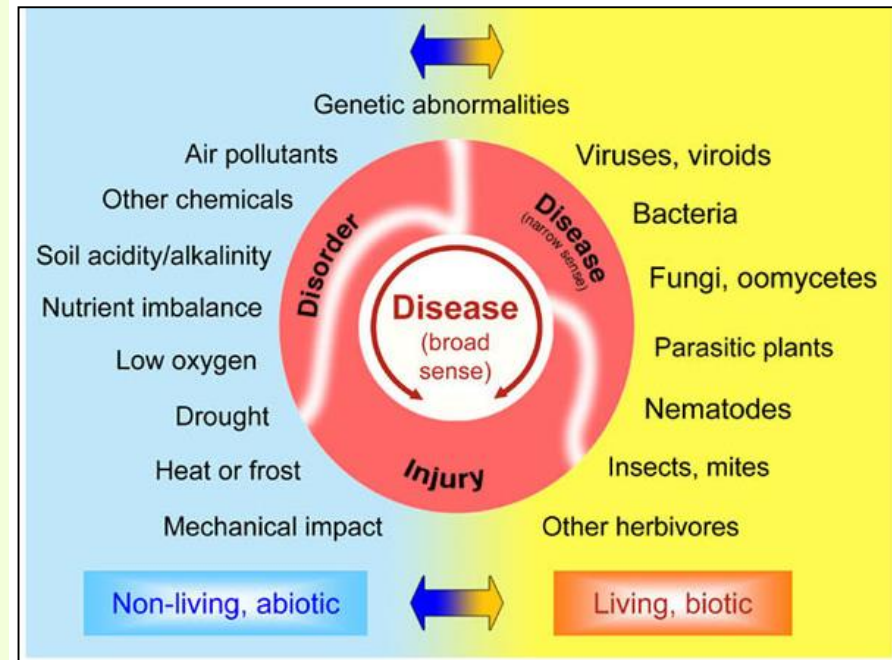 Genetic abnormalities
Air pollutants
Other chemicals
Soil acidity/alkalinity
Nutrient imbalance
Low oxygen
Drought
Heat or frost
Mechanical impact
Disorder
Disease
(narrow sense)
Disease
(broad
sense)
Injury
Viruses, viroids
Bacteria
Fungi, oomycetes
Parasitic plants
Nematodes
Insects, mites
Other herbivores
Non-living, abiotic
Living, biotic